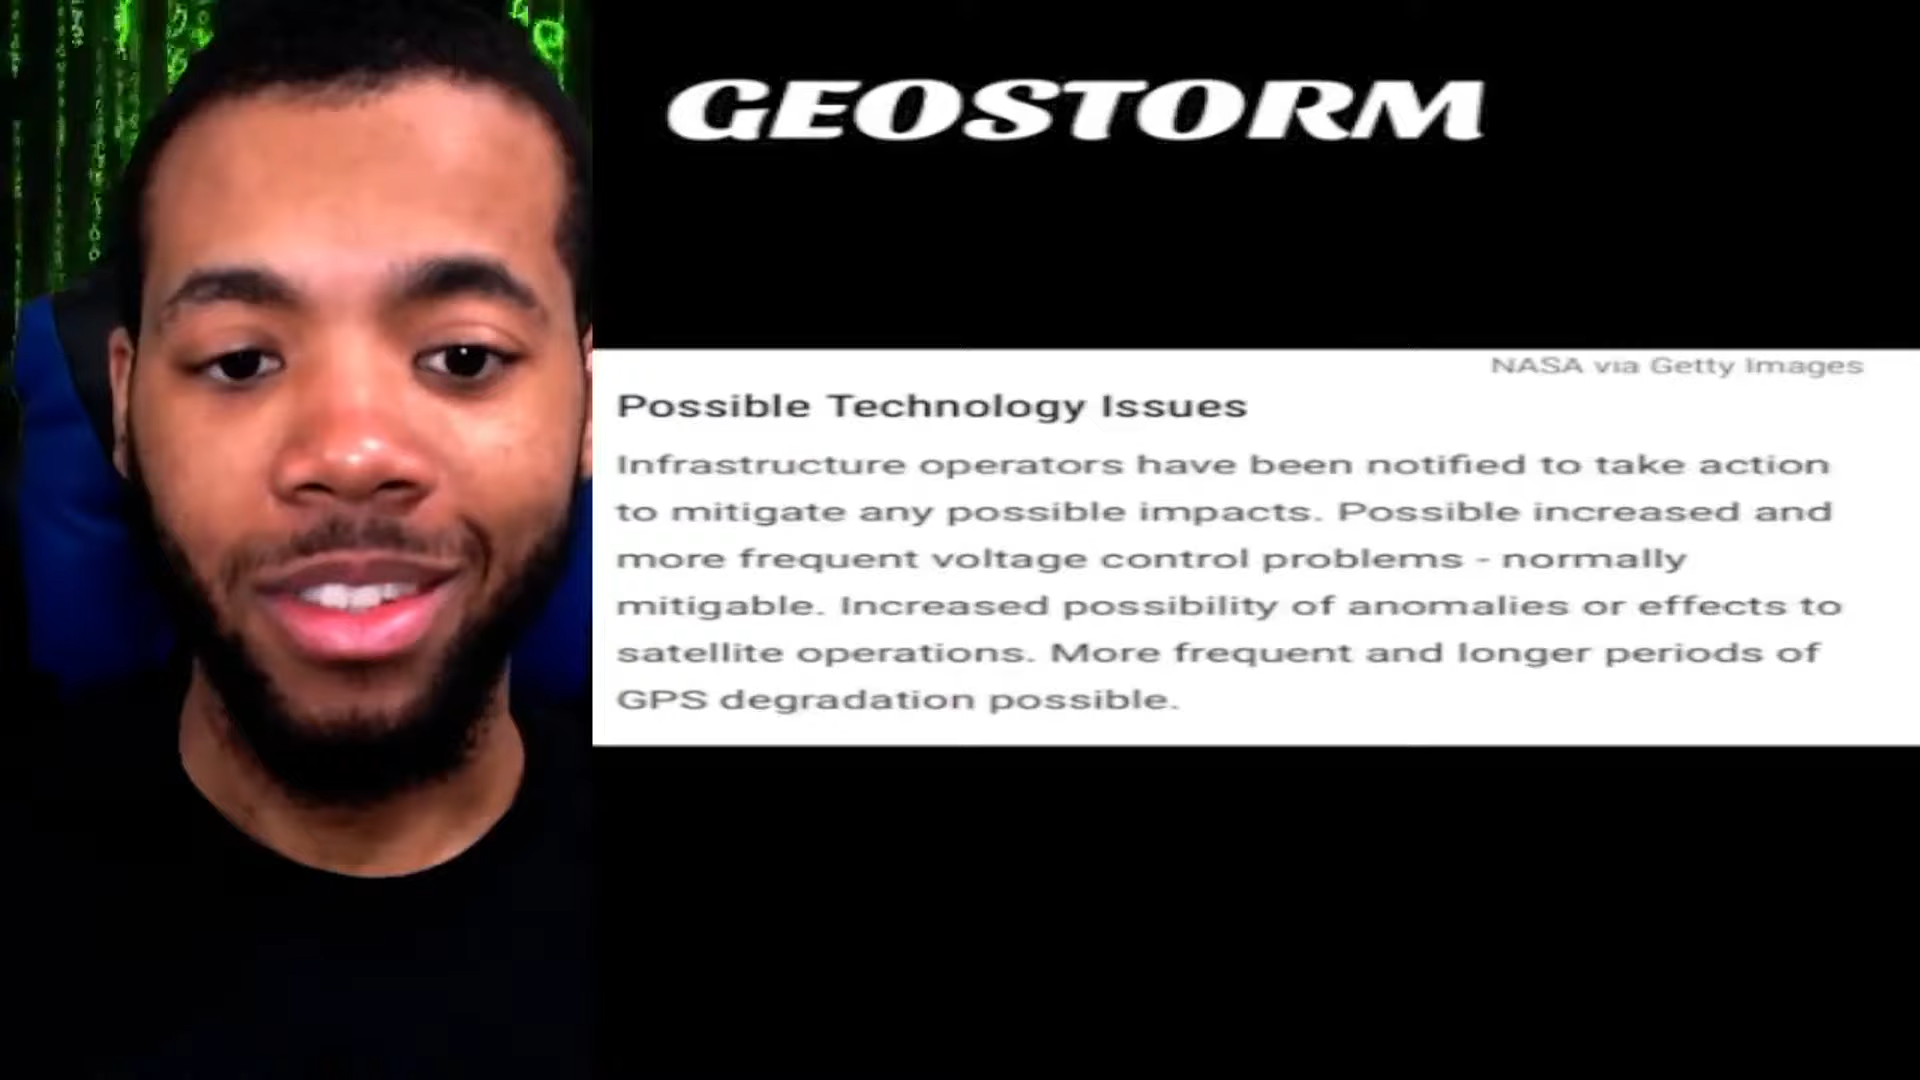 GEOSTORM
NASA via Getty Images
Possible Technology Issues
Infrastructure operators have been notified to take action
to mitigate any possible impacts. Possible increased and
more frequent voltage control problems - normally
mitigable. Increased possibility of anomalies or effects to
satellite operations. More frequent and longer periods of
GPS degradation possible.